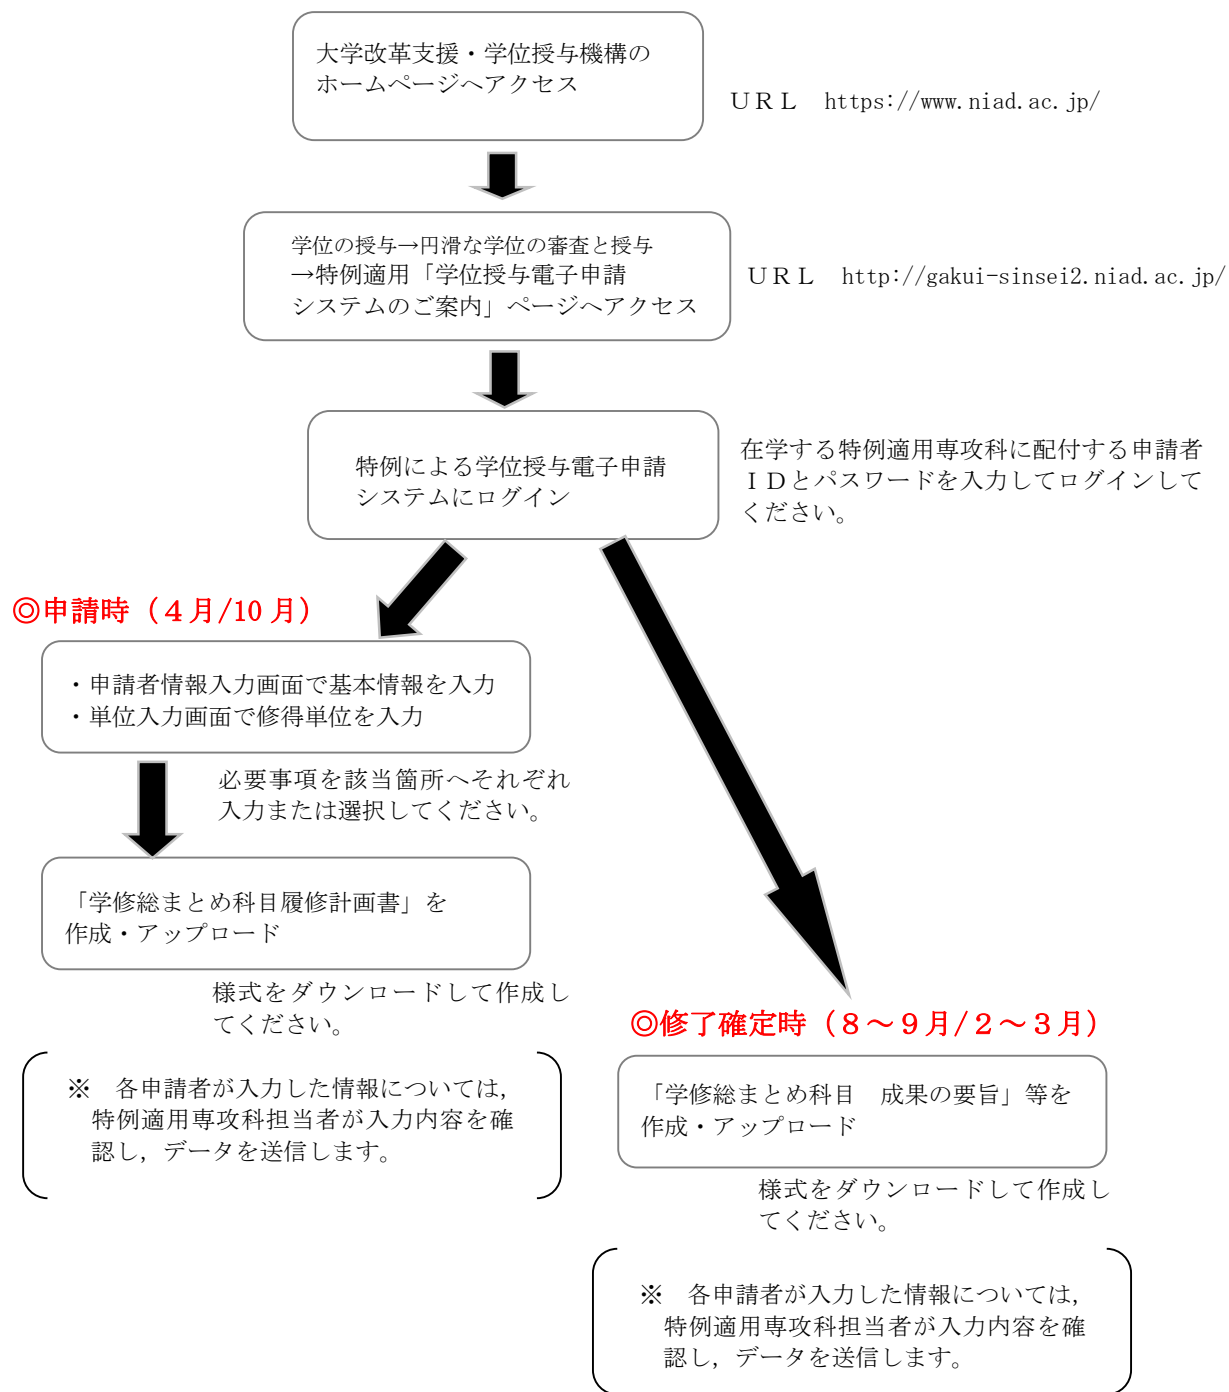 大学改革支援・学位授与機構の
ホームページへアクセス
ＵＲＬ　https://www.niad.ac.jp/
学位の授与→円滑な学位の審査と授与
→特例適用「学位授与電子申請
システムのご案内」ページへアクセス
ＵＲＬ　http://gakui-sinsei2.niad.ac.jp/
特例による学位授与電子申請
システムにログイン
在学する特例適用専攻科に配付する申請者
ＩＤとパスワードを入力してログインして
ください。
◎申請時（４月/10 月）
・申請者情報入力画面で基本情報を入力
・単位入力画面で修得単位を入力
必要事項を該当箇所へそれぞれ
入力または選択してください。
「学修総まとめ科目履修計画書」を
作成・アップロード
様式をダウンロードして作成し
てください。
※　各申請者が入力した情報については，
特例適用専攻科担当者が入力内容を確
認し，データを送信します。
◎修了確定時（８～９月/２～３月）
「学修総まとめ科目　成果の要旨」等を
作成・アップロード
様式をダウンロードして作成し
てください。
※　各申請者が入力した情報については，
特例適用専攻科担当者が入力内容を確
認し，データを送信します。